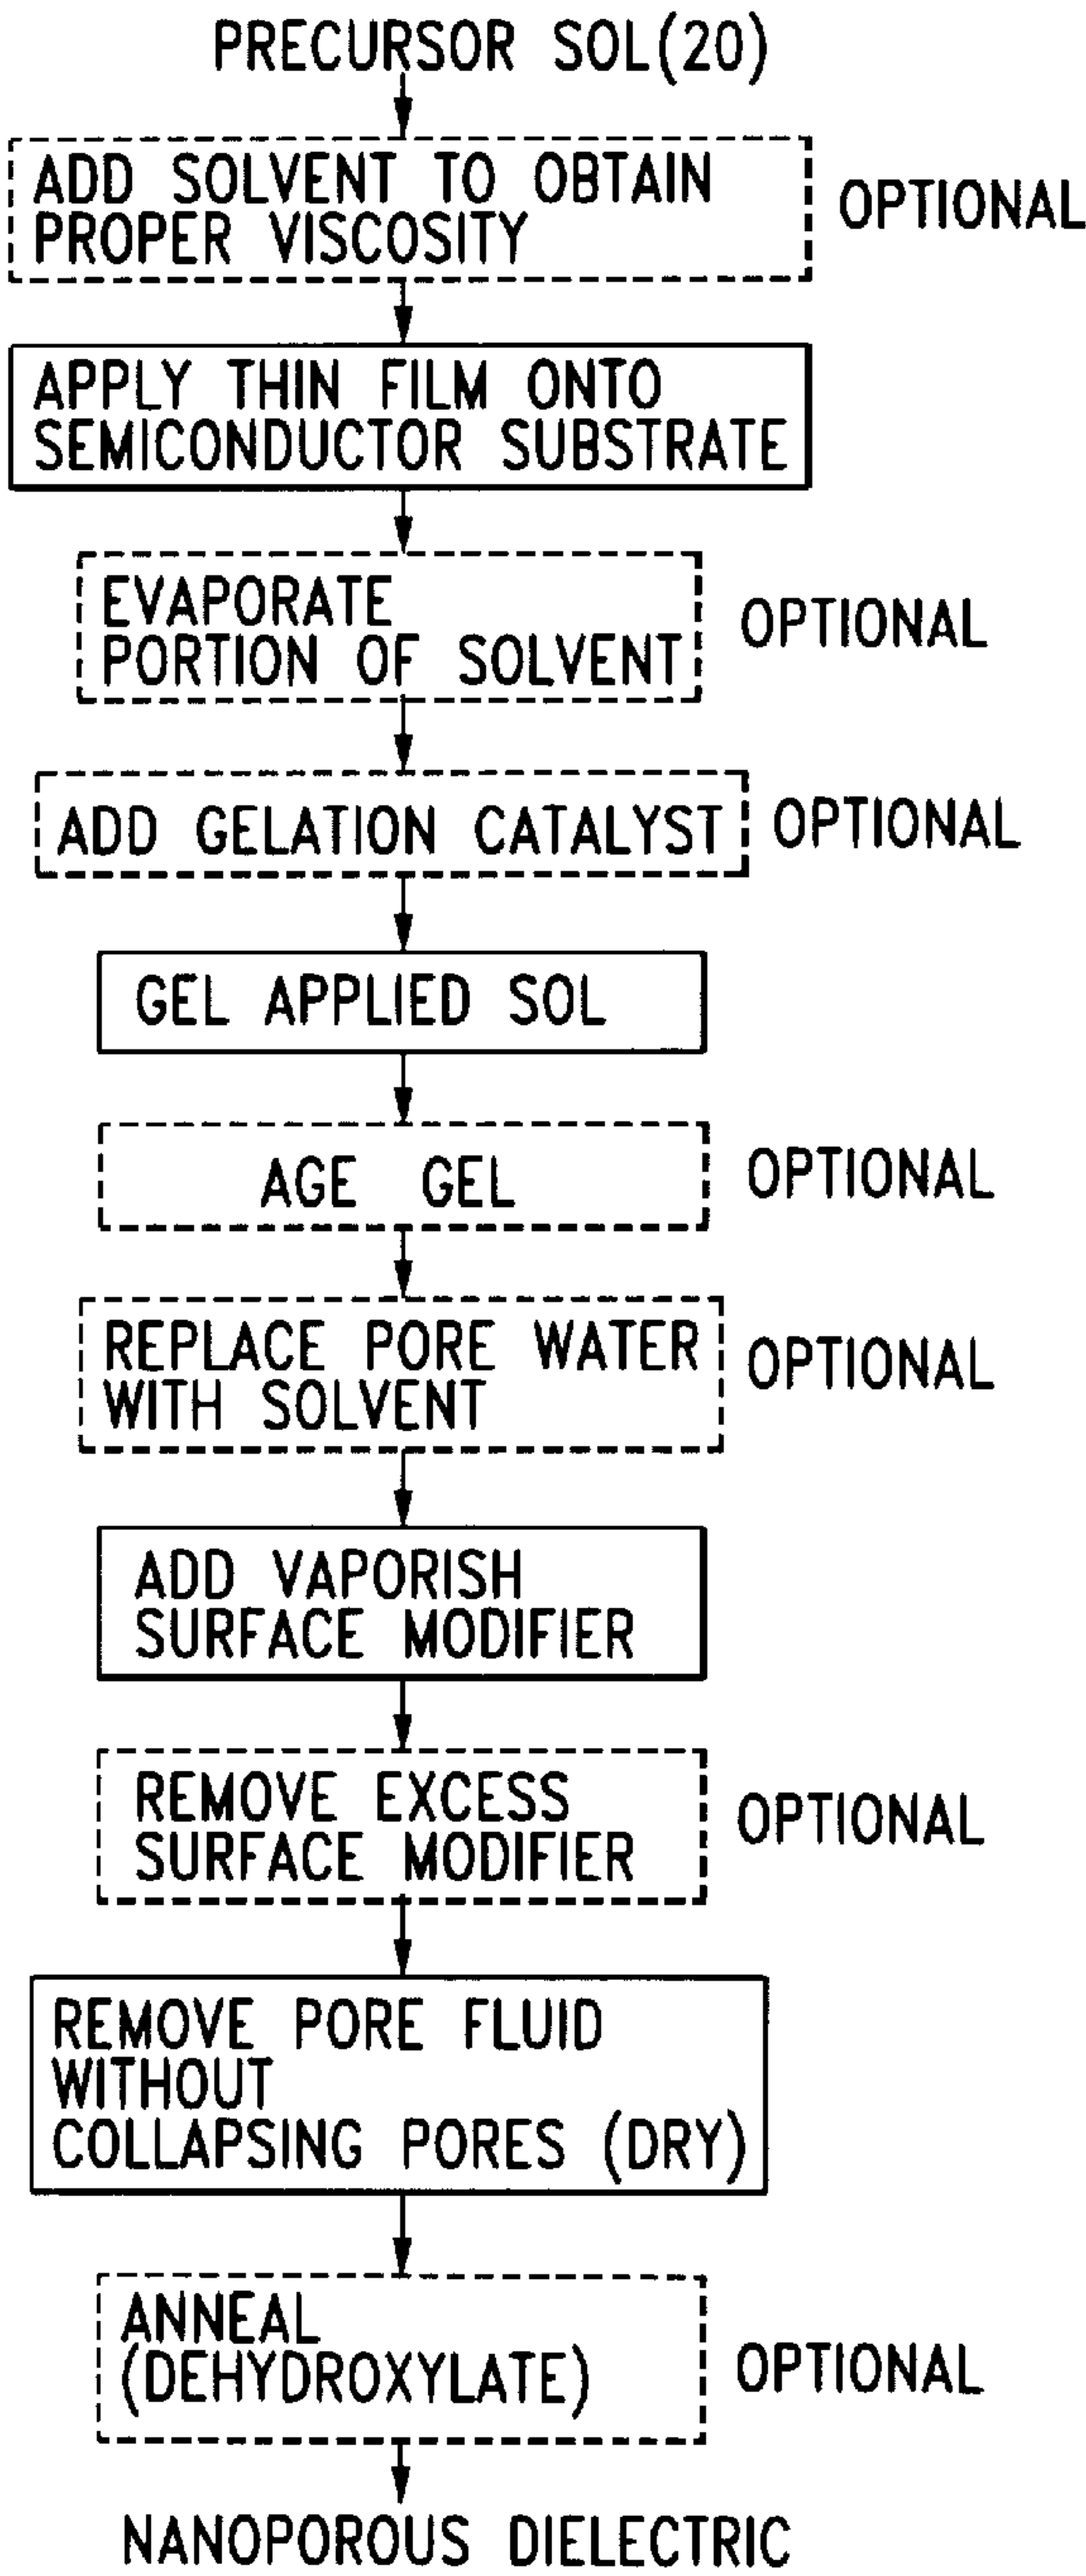 PRECURSOR SOL(20)
ADD SOLVENT TO OBTAIN
PROPER VISCOSITY
OPTIONAL
APPLY THIN FILM ONTO
SEMICONDUCTOR SUBSTRATE
EVAPORATE
PORTION OF SOLVENT
OPTIONAL
ADD GELATION CATALYST
OPTIONAL
GEL APPLIED SOL
AGE GEL
OPTIONAL
REPLACE PORE WATER
WITH SOLVENT
OPTIONAL
ADD VAPORISH
SURFACE MODIFIER
REMOVE EXCESS
SURFACE MODIFIER
OPTIONAL
REMOVE PORE FLUID
WITHOUT
COLLAPSING PORES (DRY)
ANNEAL
(DEHYDROXYLATE)
OPTIONAL
NANOPOROUS DIELECTRIC